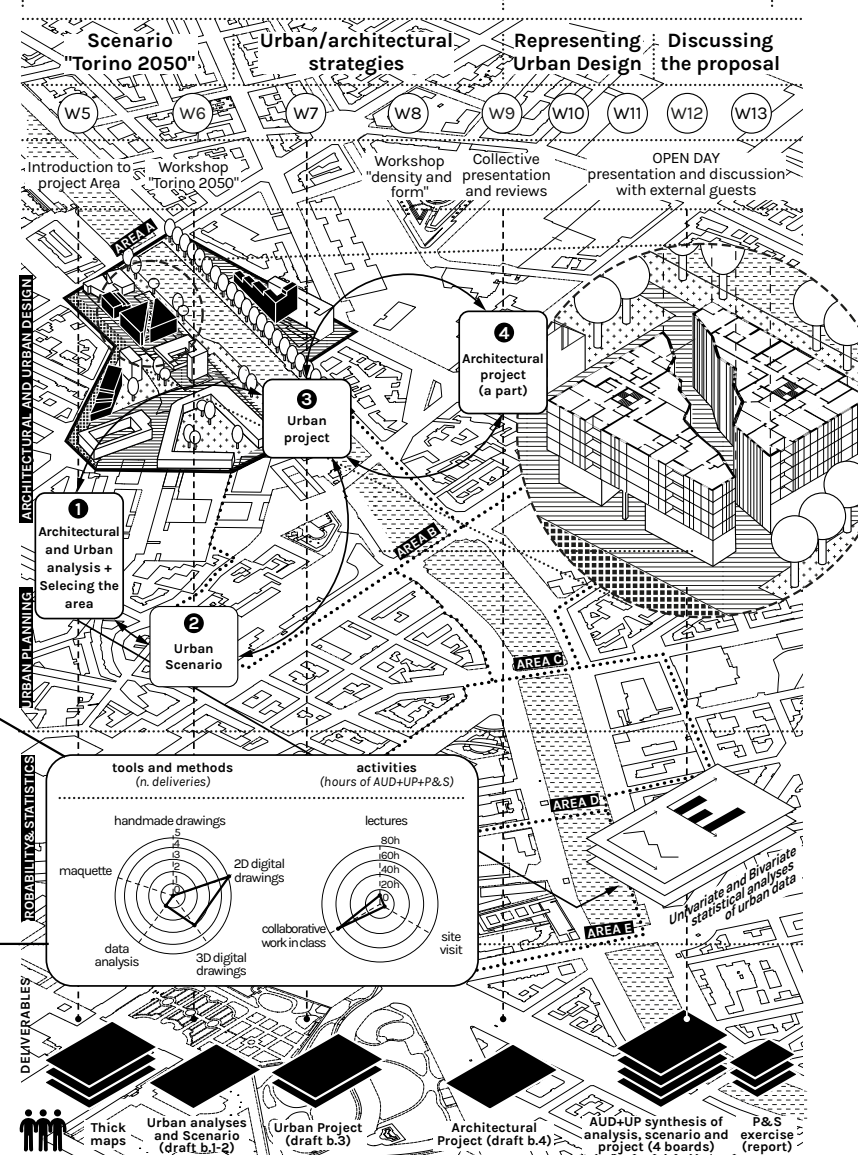 Scenario
"Torino 2050"
Urban/architectural
strategies
Representing
Urban Design
Discussing
the proposal
W5
W6
W7
W8
W9
W10
W11
W12
W13
Introduction to
project Area
Workshop
"Torino 2050"
Workshop
"density and
form"
Collective
presentation
and reviews
OPEN DAY
presentation and discussion
with external guests
AREA A
ARCHITECTURAL AND URBAN DESIGN
4
Architectural
project
(a part)
3
Urban
project
1
Architectural
and Urban
analysis +
Selecing the
area
AREA B
URBAN PLANNING
2
Urban
Scenario
AREA C
ROBABILITY & STATISTICS
tools and methods
(n. deliveries)
handmade drawings
5
4
3
2
1
0
maquette
2D digital
drawings
data
analysis
3D digital
drawings
activities
(hours of AUD+UP+P&S)
lectures
80h
60h
40h
20h
0
collaborative
work in class
site
visit
AREA D
Univariate and Bivariate
statistical analyses
of urban data
AREA E
DELIVERABLES
Thick
maps
Urban analyses
and Scenario
(draft b.1-2)
Urban Project
(draft b.3)
Architectural
Project (draft b.4)
AUD+UP synthesis of
analysis, scenario and
project (4 boards)
P&S
exercise
(report)